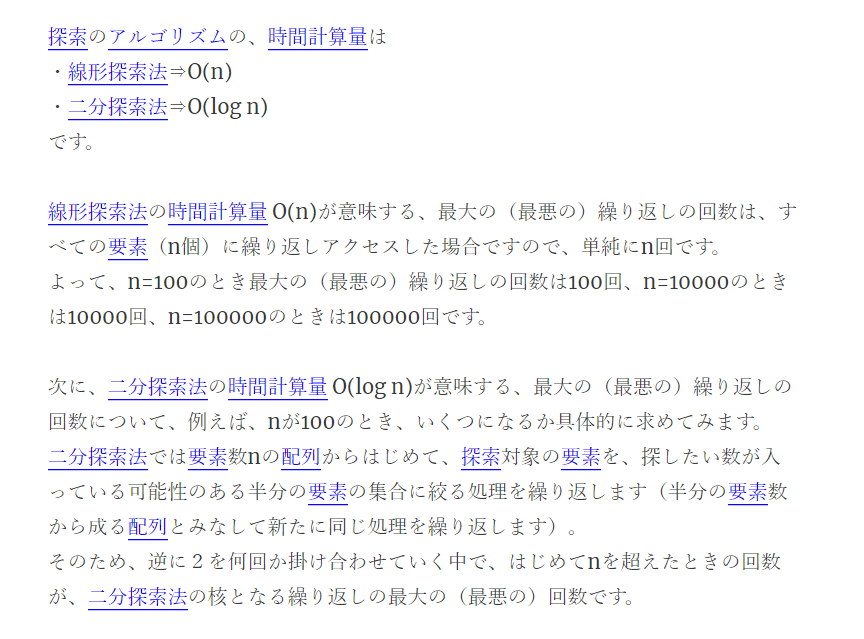 探索のアルゴリズムの、時間計算量は
・線形探索法⇒O(n)
・二分探索法⇒O(log n)
です。
線形探索法の時間計算量 O(n)が意味する、最大の（最悪の）繰り返しの回数は、す
べての要素（n個）に繰り返しアクセスした場合ですので、単純にn回です。
よって、n=100のとき最大の（最悪の）繰り返しの回数は100回、n=10000のとき
は10000回、n=100000のときは100000回です。
次に、二分探索法の時間計算量 O(log n)が意味する、最大の（最悪の）繰り返しの
回数について、例えば、nが100のとき、いくつになるか具体的に求めてみます。
二分探索法では要素数nの配列からはじめて、探索対象の要素を、探したい数が入
っている可能性のある半分の要素の集合に絞る処理を繰り返します（半分の要素数
から成る配列とみなして新たに同じ処理を繰り返します）。
そのため、逆に２を何回か掛け合わせていく中で、はじめてnを超えたときの回数
が、二分探索法の核となる繰り返しの最大の（最悪の）回数です。